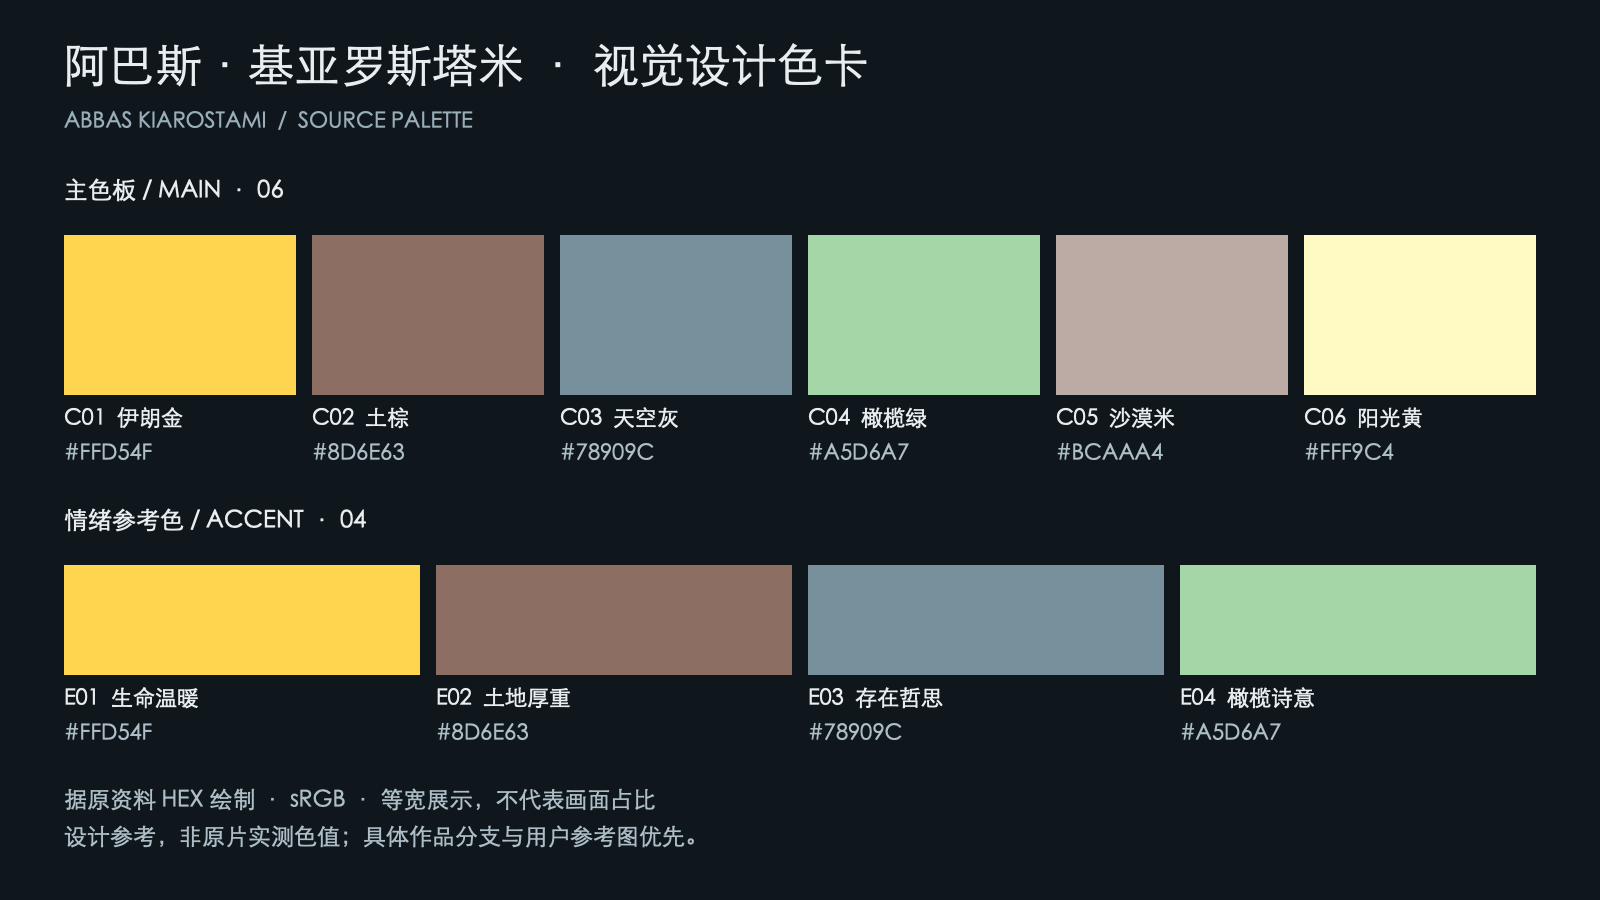 阿巴斯 · 基亚罗斯塔米 · 视觉设计色卡
ABBAS KIAROSTAMI / SOURCE PALETTE
主色板 / MAIN · 06
C01 伊朗金
#FFD54F
C02 土棕
#8D6E63
C03 天空灰
#78909C
C04 橄榄绿
#A5D6A7
C05 沙漠米
#BCAAA4
C06 阳光黄
#FFF9C4
情绪参考色 / ACCENT · 04
E01 生命温暖
#FFD54F
E02 土地厚重
#8D6E63
E03 存在哲思
#78909C
E04 橄榄诗意
#A5D6A7
据原资料 HEX 绘制 · sRGB · 等宽展示，不代表画面占比
设计参考，非原片实测色值；具体作品分支与用户参考图优先。